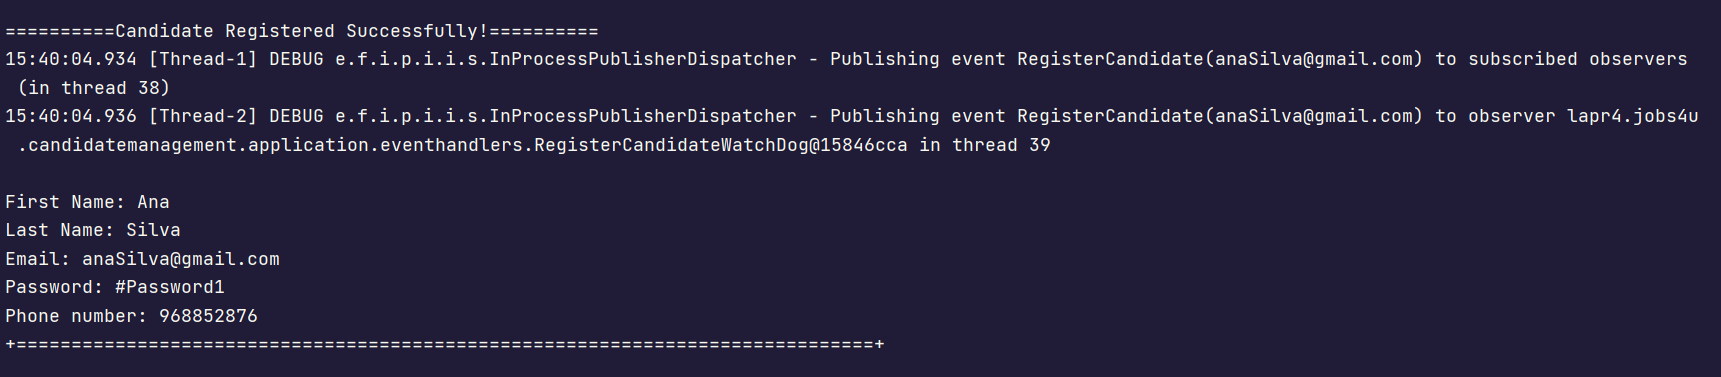 ==========Candidate Registered Successfully!==========
15:40:04.934 [Thread-1] DEBUG e.f.i.p.i.i.s.InProcessPublisherDispatcher - Publishing event RegisterCandidate(anaSilva@gmail.com) to subscribed observers
(in thread 38)
15:40:04.936 [Thread-2] DEBUG e.f.i.p.i.i.s.InProcessPublisherDispatcher - Publishing event RegisterCandidate(anaSilva@gmail.com) to observer lapr4.jobs4u
.candidatemanagement.application.eventhandlers.RegisterCandidateWatchDog@15846cca in thread 39
First Name: Ana
Last Name: Silva
Email: anaSilva@gmail.com
Password: #Password1
Phone number: 968852876
+==============================================================================+